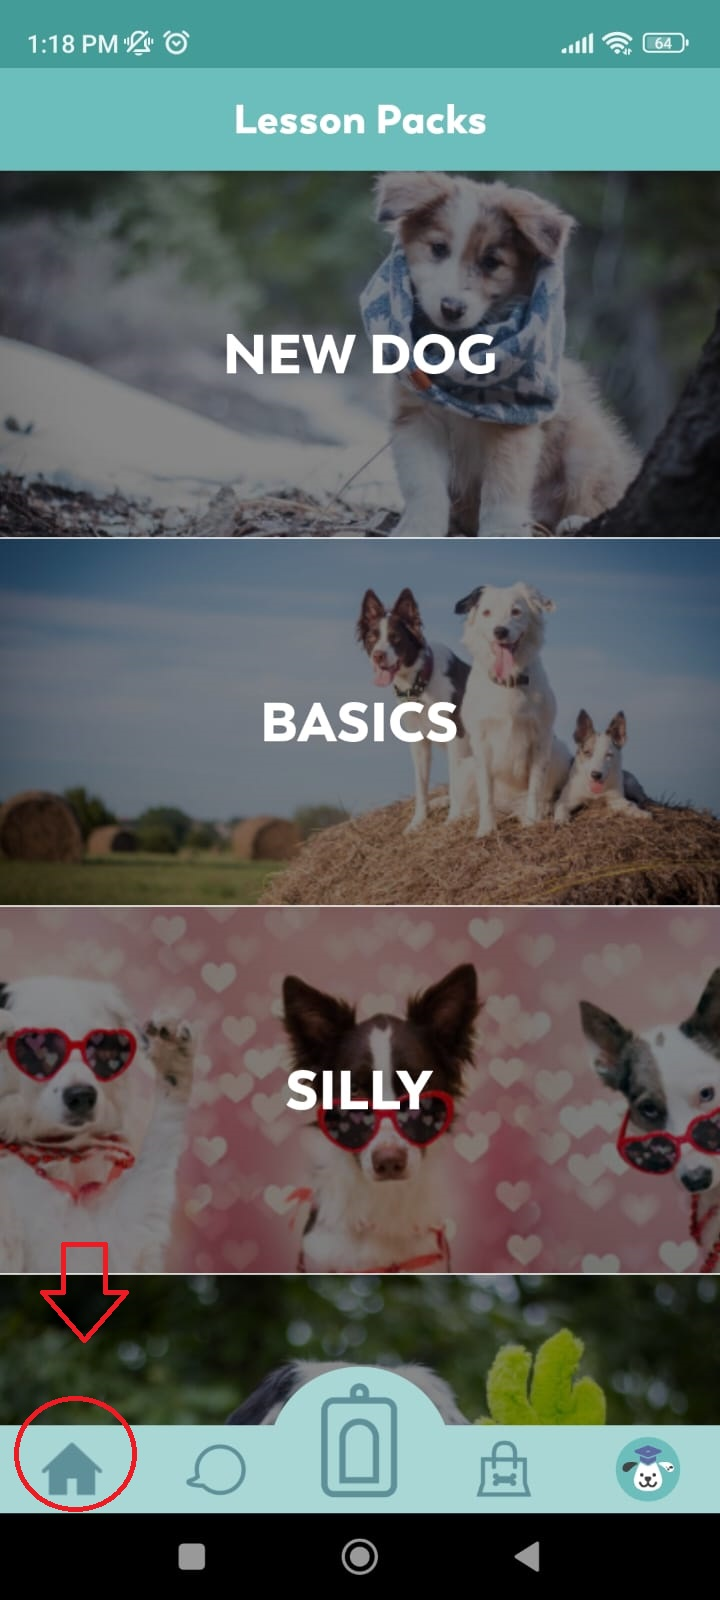 1:18 PM
64
Lesson Packs
NEW DOG
BASICS
SILLY